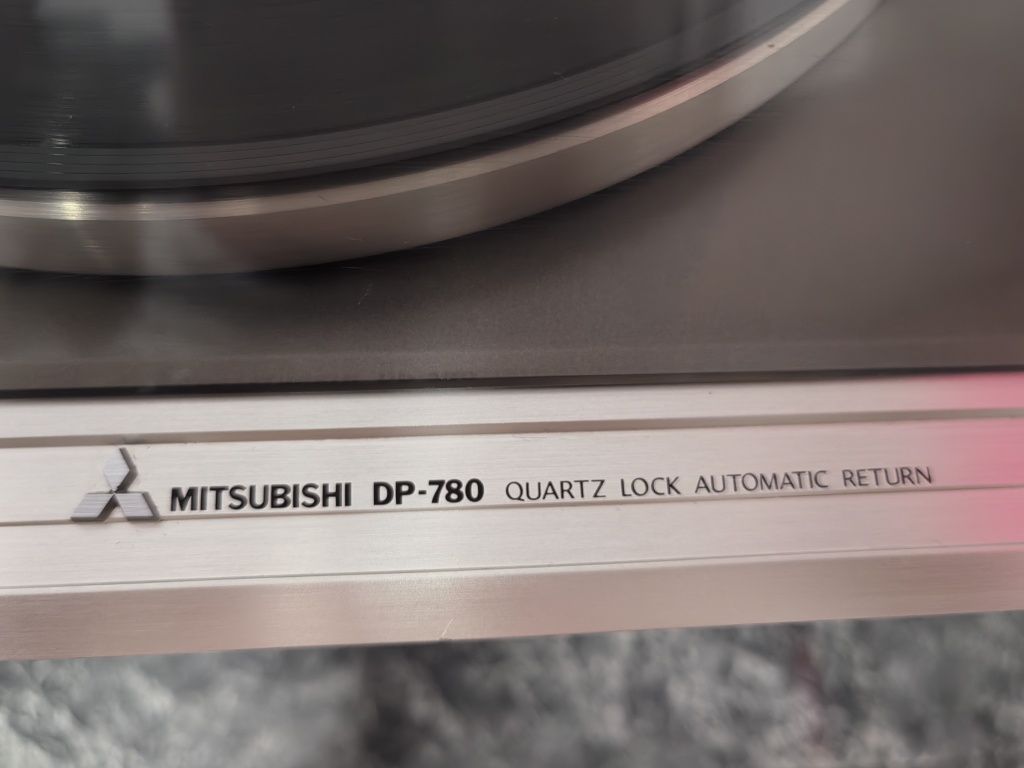 MITSUBISHI DP-780 QUARTZ LOCK AUTOMATIC RETURN